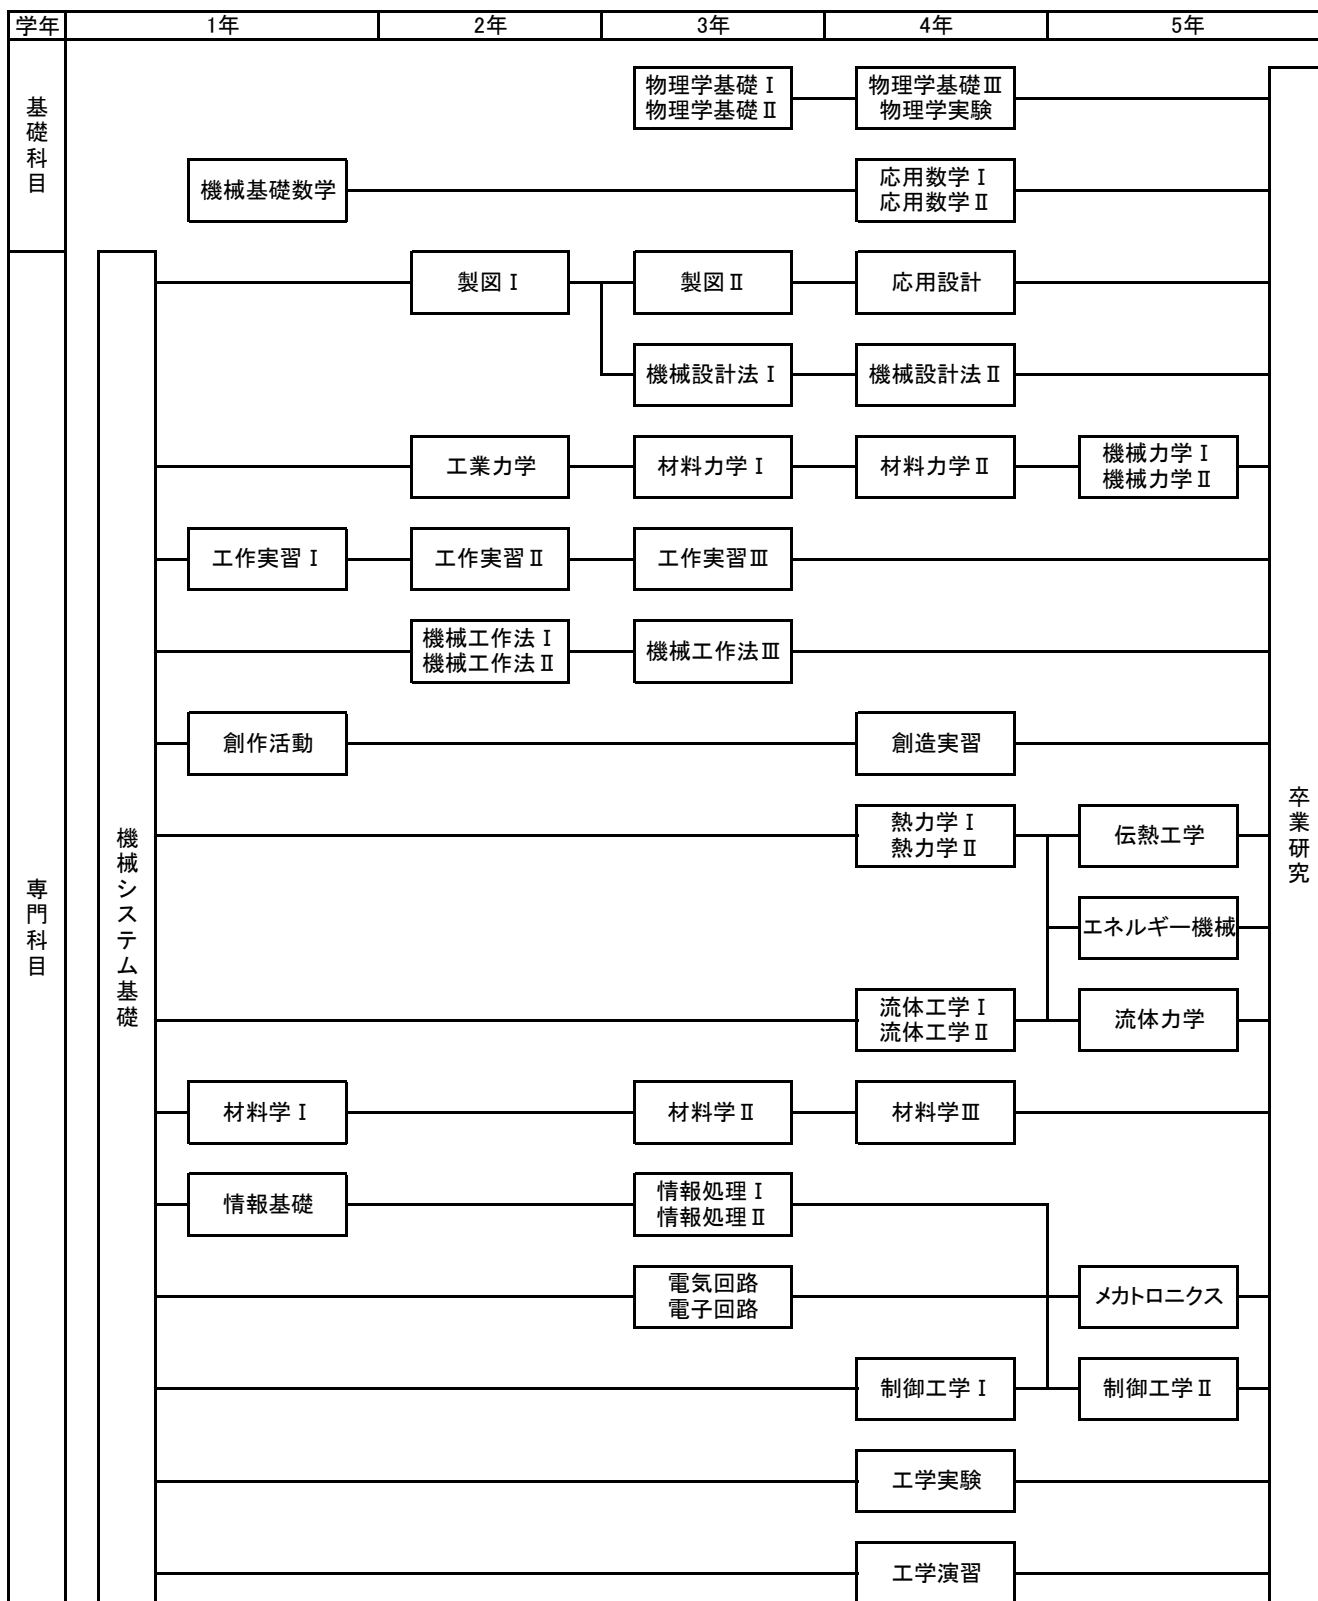 学年
1年
2年
3年
4年
5年
基礎科目
物理学基礎Ⅰ
物理学基礎Ⅱ
物理学基礎Ⅲ
物理学実験
機械基礎数学
応用数学Ⅰ
応用数学Ⅱ
専門科目
機械システム基礎
卒業研究
製図Ⅰ
製図Ⅱ
応用設計
機械設計法Ⅰ
機械設計法Ⅱ
工業力学
材料力学Ⅰ
材料力学Ⅱ
機械力学Ⅰ
機械力学Ⅱ
工作実習Ⅰ
工作実習Ⅱ
工作実習Ⅲ
機械工作法Ⅰ
機械工作法Ⅱ
機械工作法Ⅲ
創作活動
創造実習
熱力学Ⅰ
熱力学Ⅱ
伝熱工学
エネルギー機械
流体工学Ⅰ
流体工学Ⅱ
流体力学
材料学Ⅰ
材料学Ⅱ
材料学Ⅲ
情報基礎
情報処理Ⅰ
情報処理Ⅱ
電気回路
電子回路
メカトロニクス
制御工学Ⅰ
制御工学Ⅱ
工学実験
工学演習